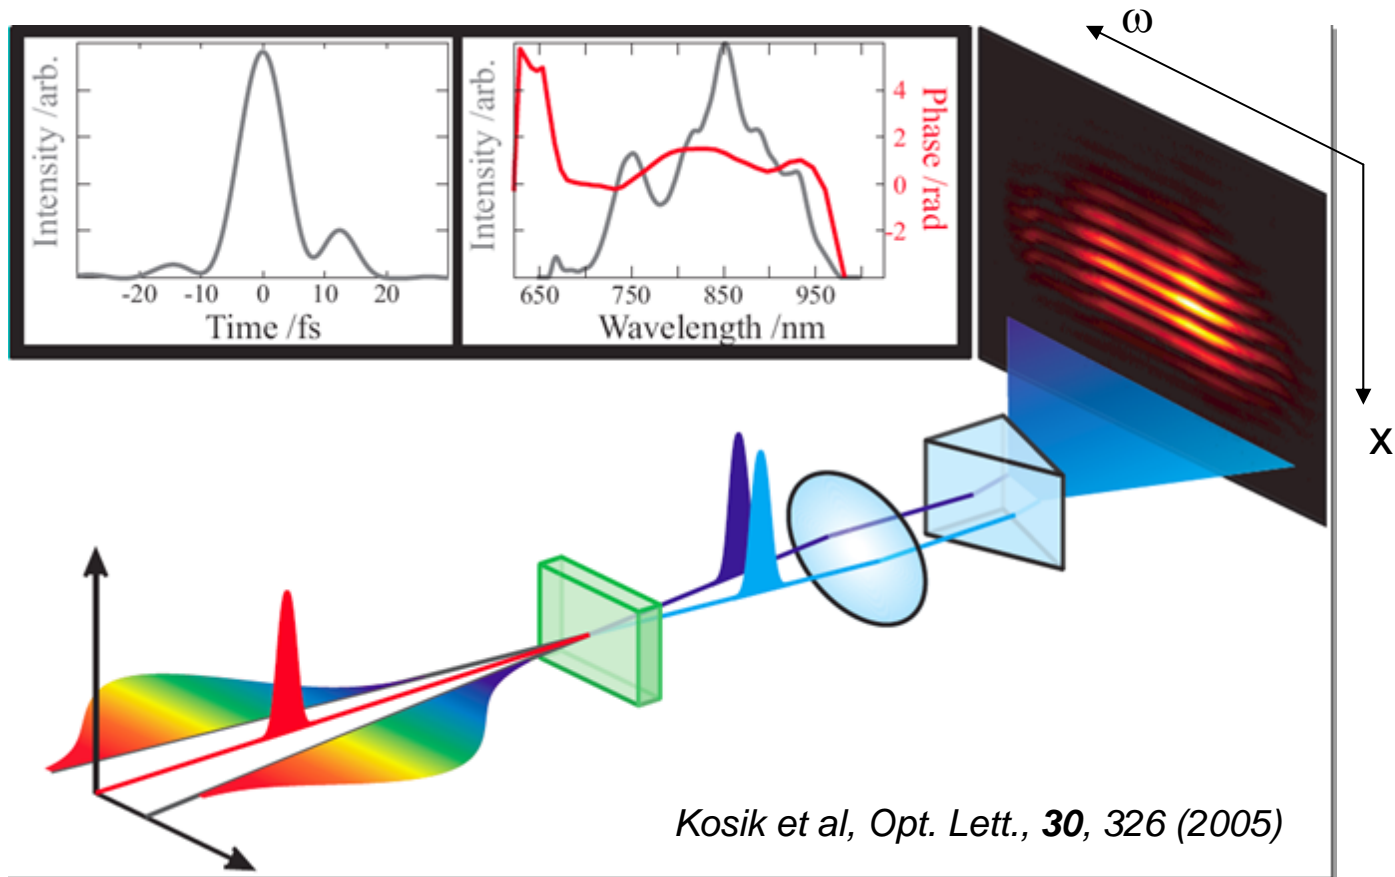 Intensity /arb.
-20 -10 0 10 20
Time /fs
Intensity /arb.
4
2
0
-2
Phase /rad
650 750 850 950
Wavelength /nm
ω
x
Kosik et al, Opt. Lett., 30, 326 (2005)